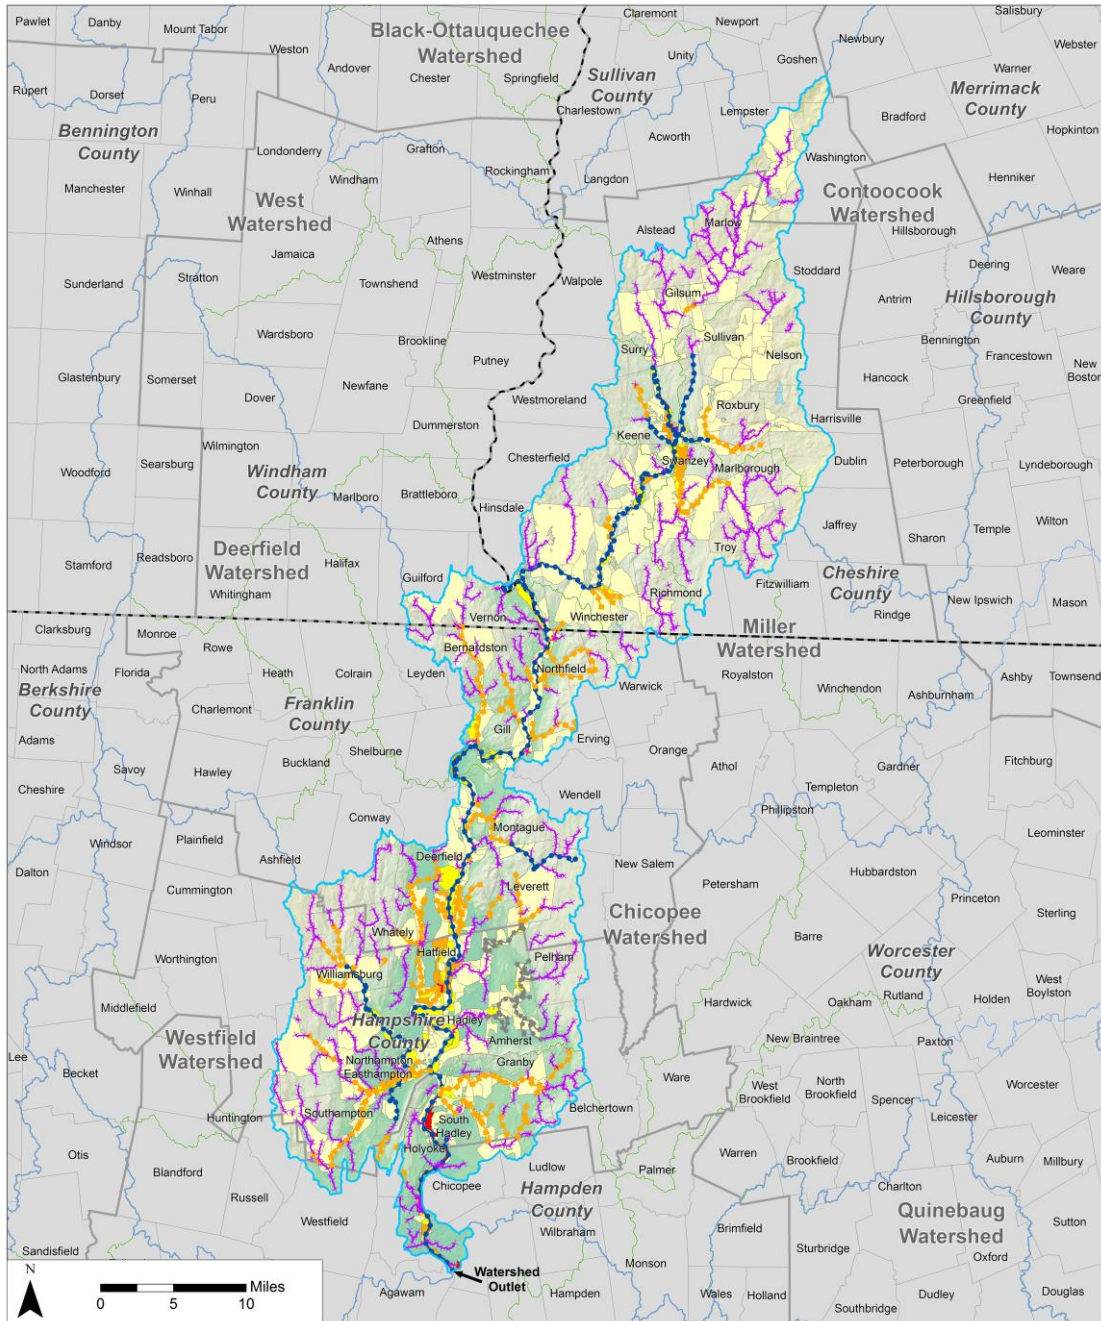 Pawlet
Danby
Mount Tabor
Weston
Andover
Black-Ottauquechee
Watershed
Chester
Springfield
Claremont
Newport
Unity
Goshen
Newbury
Salisbury
Webster
Warner
Merrimack
County
Bradford
Hopkinton
Rupert
Dorset
Peru
Sullivan
County
Charlestown
Lempster
Acworth
Bennington
County
Londonderry
Grafton
Rockingham
Langdon
Washington
Contoocook
Watershed
Henniker
Manchester
Winhall
Windham
West
Watershed
Marlow
Alstead
Hillsborough
Athens
Jamaica
Stoddard
Deering
Weare
Sunderland
Stratton
Townshend
Westminster
Walpole
Gilsum
Antrim
Hillsborough
County
Wardsboro
Brookline
Sullivan
Surry
Nelson
Bennington
Francestown
New
Boston
Putney
Glastenbury
Somerset
Newfane
Hancock
Greenfield
Dover
Westmoreland
Roxbury
Harrisville
Dummerston
Keene
Wilmington
Woodford
Searsburg
Windham
County
Chesterfield
Swanzey
Marlborough
Dublin
Peterborough
Lyndeborough
Marlboro
Brattleboro
Hinsdale
Jaffrey
Temple
Wilton
Sharon
Troy
Readsboro
Stamford
Deerfield
Watershed
Whitingham
Halifax
Guilford
Richmond
Fitzwilliam
Cheshire
County
Rindge
New Ipswich
Mason
Vernon
Winchester
Clarksburg
Monroe
Rowe
Miller
Watershed
Bernardston
North Adams
Florida
Heath
Colrain
Leyden
Northfield
Warwick
Royalston
Winchendon
Ashburnham
Ashby
Townsend
Berkshire
County
Charlemont
Franklin
County
Gill
Erving
Adams
Shelburne
Orange
Savoy
Hawley
Buckland
Athol
Gardner
Fitchburg
Cheshire
Wendell
Templeton
Phillipston
Conway
Montague
Leominster
Windsor
Plainfield
Ashfield
Deerfield
New Salem
Dalton
Cummington
Leverett
Petersham
Hubbardston
Princeton
Chicopee
Watershed
Sterling
Whately
Hatfield
Pelham
Barre
Worthington
Williamsburg
Worcester
County
Rutland
Holden
West
Boylston
Middlefield
Hampshire
County
Hadley
Hardwick
Oakham
Westfield
Watershed
Amherst
New Braintree
Paxton
Lee
Northampton
Easthampton
Granby
Becket
Ware
West
Brookfield
North
Brookfield
Spencer
Worcester
Southampton
Huntington
South
Hadley
Belchertown
Leicester
Holyoke
Warren
Brookfield
Auburn
Millbury
Otis
Blandford
Ludlow
Palmer
Russell
Chicopee
Charlton
Westfield
Hampden
County
Wilbraham
Quinebaug
Watershed
Sutton
Brimfield
Sturbridge
Oxford
Sandisfield
Monson
N
Miles
0 5 10
Watershed
Outlet
Agawam
Hampden
Wales
Holland
Dudley
Douglas
Southbridge